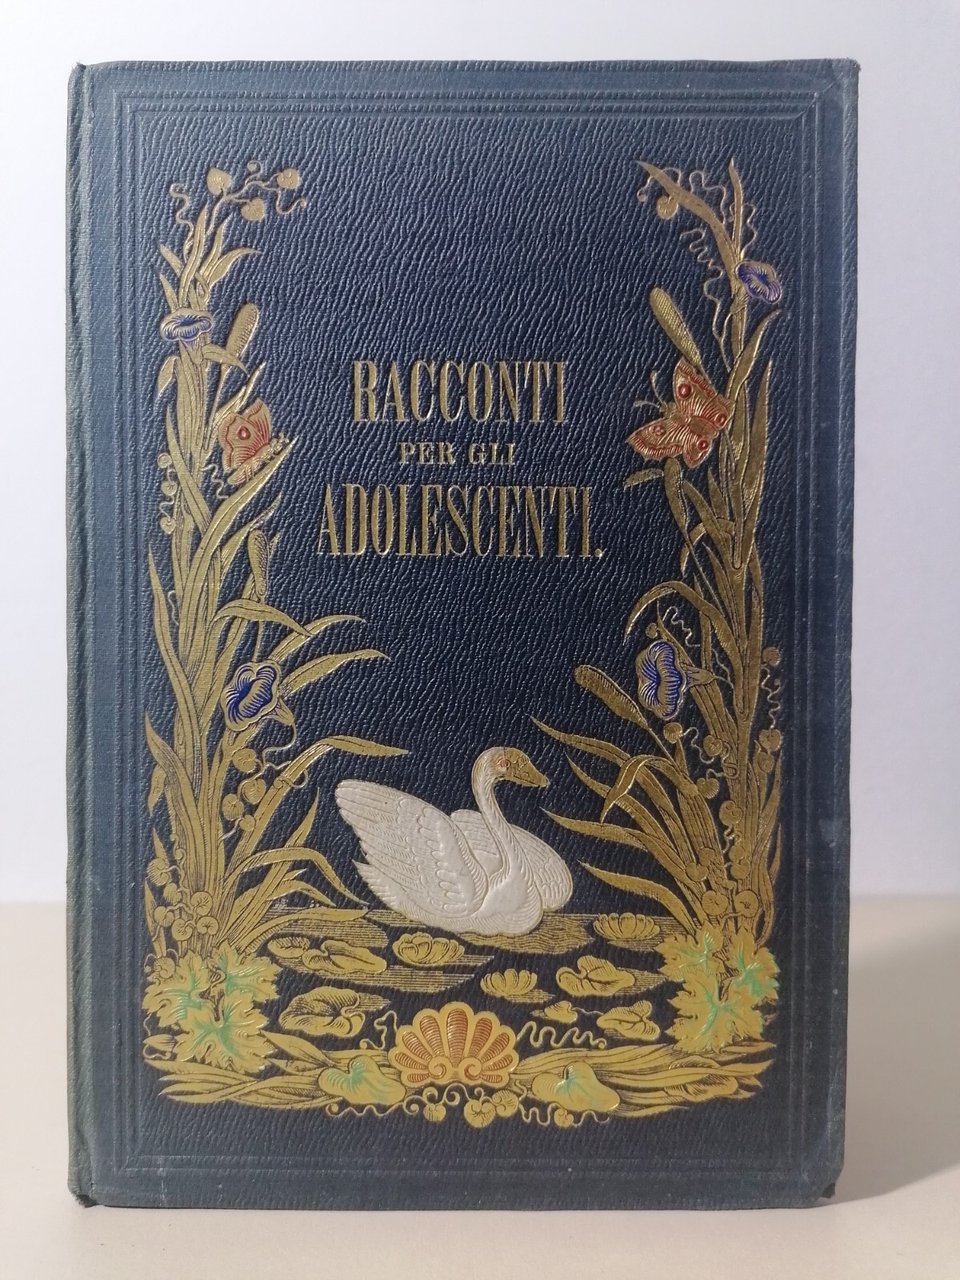 RACCONTI
PER GLI
ADOLESCENTI.